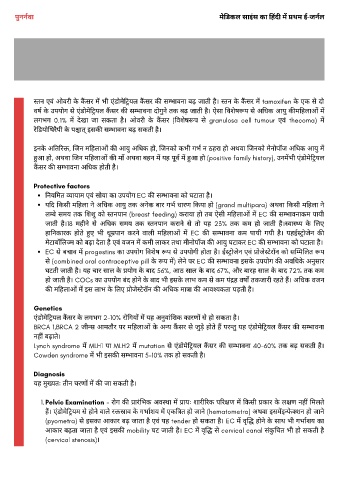 पुनर्नवा
मेडिकल साइंस का हिंदी में प्रथम ई-जर्नल
स्तन एवं ओवरी के कैंसर में भी एंडोमेट्रियल कैंसर की सम्भावना बढ़ जाती है। स्तन के कैंसर में tamoxifen के एक से दो
वर्ष के उपयोग से एंडोमेट्रियल कैंसर की सम्भावना दोगुने तक बढ़ जाती है। ऐसा विशेषरूप से अधिक आयु कीमहिलाओं में
लगभग 0.1% में देखा जा सकता है। ओवरी के कैंसर (विशेषरूप से granulosa cell tumour एवं thecoma) में
रेडियोथिरैपी के पश्चात् इसकी सम्भावना बढ़ सकती है।
इनके अतिरिक्त, जिन महिलाओं की आयु अधिक हो, जिनको कभी गर्भ न ठहरा हो अथवा जिनको मेनोपॉज अधिक आयु में
हुआ हो, अथवा जिन महिलाओं की माँ अथवा बहन में यह पूर्व में हुआ हो (positive family history), उनमेंभी एंडोमेट्रियल
कैंसर की सम्भावना अधिक होती है।
Protective factors
• नियमित व्यायाम एवं सोया का उपयोग EC की सम्भावना को घटाता है।
• यदि किसी महिला ने अधिक आयु तक अनेक बार गर्भ धारण किया हो (grand multipara) अथवा किसी महिला ने
लम्बे समय तक शिशु को स्तनपान (breast feeding) कराया हो तब ऐसी महिलाओं में EC की सम्भावनाकम पायी
जाती है।18 महीने से अधिक समय तक स्तनपान कराने से तो यह 23% तक कम हो जाती है।स्वास्थ्य के लिए
हानिकारक होते हुए भी धूम्रपान करने वाली महिलाओं में EC की सम्भावना कम पायी गयी है। यहईस्ट्रोजेन की
मेटाबॉलिज्म को बढ़ा देता है एवं वजन में कमी लाकर तथा मीनोपॉज की आयु घटाकर EC की सम्भावना को घटाता है।
• EC से बचाव में progestins का उपयोग विशेष रूप से उपयोगी होता है। ईस्ट्रोजेन एवं प्रोजेस्टेरॉन को सम्मिलित रूप
से (combined oral contraceptive pill के रूप में) लेने पर EC की सम्भावना इसके उपयोग की अवधिके अनुसार
घटती जाती है। यह चार साल के प्रयोग के बाद 56%, आठ साल के बाद 67%, और बारह साल के बाद 72% तक कम
हो जाती है। COCs का उपयोग बंद होने के बाद भी इसके लाभ कम से कम पंद्रह वर्षों तकजारी रहते हैं। अधिक वजन
की महिलाओं में इस लाभ के लिए प्रोजेस्टेरॉन की अधिक मात्रा की आवश्यकता पड़ती है।
Genetics
एंडोमेट्रियल कैंसर के लगभग 2-10% रोगियों में यह अनुवांशिक कारणों से हो सकता है।
BRCA 1,BRCA 2 जीन्स आमतौर पर महिलाओं के अन्य कैंसर से जुड़े होते हैं परन्तु यह एंडोमेट्रियल कैंसर की सम्भावना
नहीं बढ़ाते।
Lynch syndrome में MLH1 या MLH2 में mutation से एंडोमेट्रियल कैंसर की सम्भावना 40-60% तक बढ़ सकती है।
Cowden syndrome में भी इसकी सम्भावना 5-10% तक हो सकती है।
Diagnosis
यह मुख्यतः तीन चरणों में की जा सकती है।
1. Pelvic Examination - रोग की प्रारंभिक अवस्था में प्रायः शारीरिक परिक्षण में किसी प्रकार के लक्षण नहीं मिलते
हैं। एंडोमेट्रियम से होने वाले रक्तस्राव के गर्भाशय में एकत्रित हो जाने (hematometra) अथवा इसमेंइन्फेक्शन हो जाने
(pyometra) से इसका आकार बढ़ जाता है एवं यह tender हो सकता है। EC में वृद्धि होने के साथ भी गर्भाशय का
आकार बढ़ता जाता है एवं इसकी mobility घट जाती है। EC में वृद्धि से cervical canal संकुचित भी हो सकती है
(cervical stenosis)।